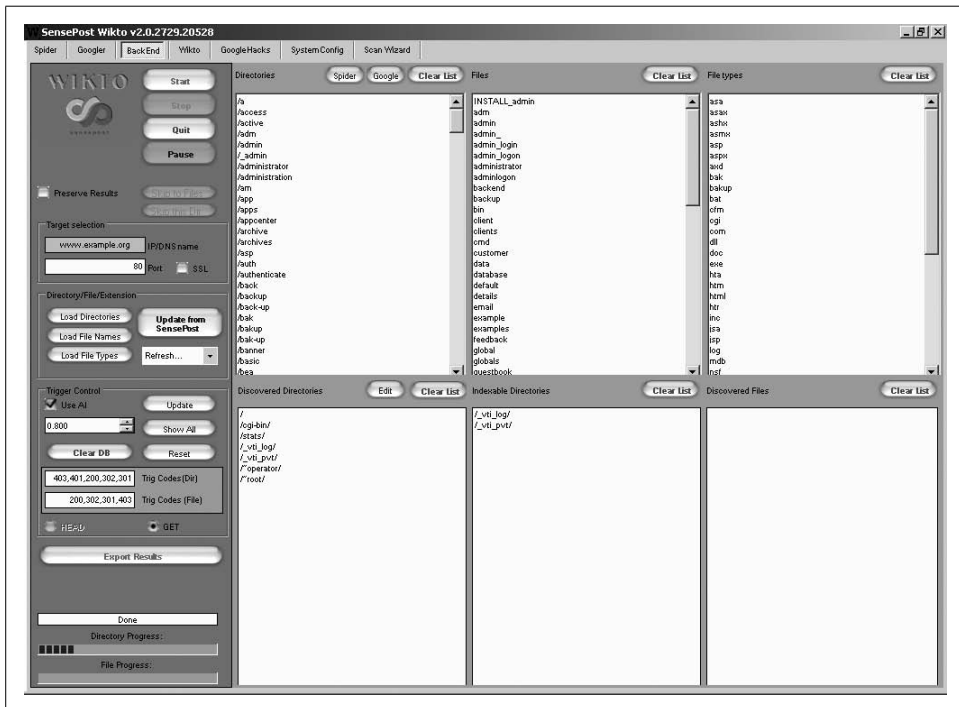 SensePost Wikto v2.0.2729.20528
Spider Googler BackEnd Wikto GoogleHacks SystemConfig Scan Wizard
WIKTO
sensepost
Start
Stop
Quit
Pause
Preserve Results
Skip to Files
Skip this Dir
Target selection
www.example.org IP/DNS name
80 Port SSL
Directory/File/Extension
Load Directories
Load File Names
Load File Types
Update from
SensePost
Refresh...
Trigger Control
Use AI
Update
0.800
Show All
Clear DB
Reset
403,401,200,302,301 Trig Codes(Dir)
200,302,301,403 Trig Codes (File)
HEAD GET
Export Results
Done
Directory Progress:
File Progress:
Directories Spider Google Clear List
/a
/access
/active
/adm
/admin
/_admin
/administrator
/administration
/am
/app
/apps
/appcenter
/archive
/archives
/asp
/auth
/authenticate
/back
/backup
/back-up
/bak
/bakup
/bak-up
/banner
/basic
/bea
Files Clear List
INSTALL_admin
adm
admin
admin_
admin_login
admin_logon
administrator
adminlogon
backend
backup
bin
client
clients
cmd
customer
data
database
default
details
email
example
examples
feedback
global
globals
guestbook
File types Clear List
asa
asax
ashx
asmx
asp
aspx
axd
bak
bakup
bat
cfm
cgi
com
dll
doc
exe
hta
htm
html
htr
inc
jsa
jsp
log
mdb
nsf
Discovered Directories Edit Clear List
/
/cgi-bin/
/stats/
/_vti_log/
/_vti_pvt/
/~operator/
/~root/
Indexable Directories Clear List
/_vti_log/
/_vti_pvt/
Discovered Files Clear List